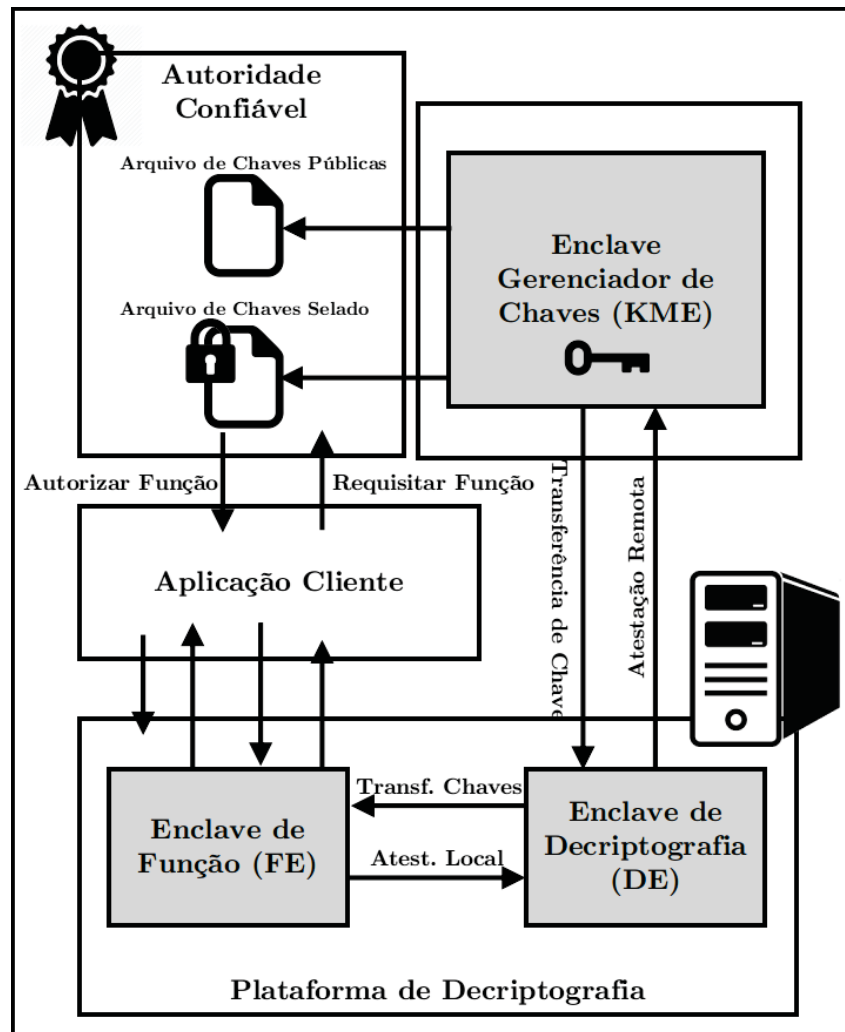 Autoridade
Confiável
Arquivo de Chaves Públicas
Enclave
Gerenciador de
Chaves (KME)
Arquivo de Chaves Selado
Autorizar Função
Requisitar Função
Transferência de Chave
Atestação Remota
Aplicação Cliente
Transf. Chaves
Enclave de
Função (FE)
Atest. Local
Enclave de
Decriptografia
(DE)
Plataforma de Decriptografia